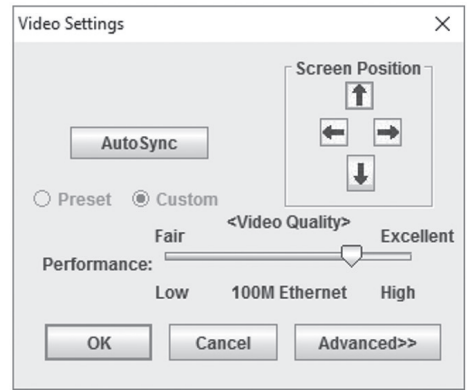 Video Settings
Screen Position
AutoSync
Preset Custom
<Video Quality>
Fair Excellent
Performance:
Low 100M Ethernet High
OK Cancel Advanced>>